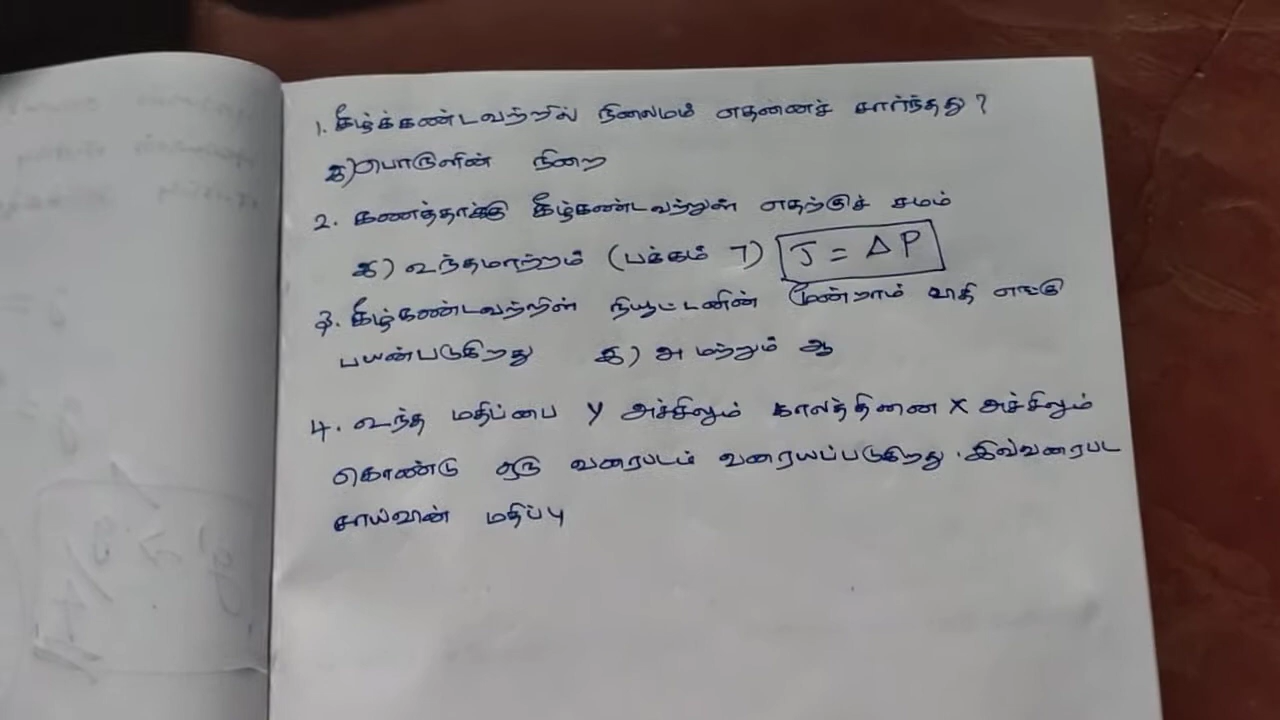 1. கீழ்க்கண்டவற்றில் நிலைமம் எதனைச் சார்ந்தது?
அ) பொருளின் நிறை
2. கணத்தாக்கு கீழ்கண்டவற்றுள் எதற்குச் சமம்
இ) உந்தமாற்றம் (பக்கம் 7) J = ΔP
3. கீழ்கண்டவற்றுள் நியூட்டனின் மூன்றாம் விதி எங்கு
பயன்படுகிறது இ) அ மற்றும் ஆ
4. உந்த மதிப்பை y அச்சிலும் காலத்தினை x அச்சிலும்
கொண்டு ஒரு வரைபடம் வரையப்படுகிறது. இவ்வரைபட
சாய்வின் மதிப்பு